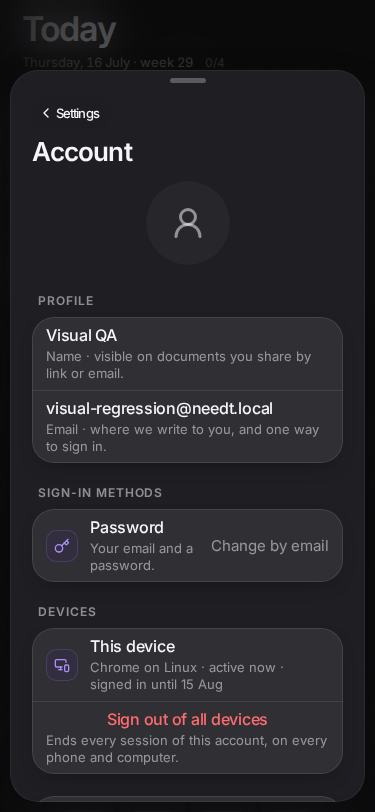 Today
Thursday, 16 July · week 29 0/4
Settings
Account
PROFILE
Visual QA
Name · visible on documents you share by
link or email.
visual-regression@needt.local
Email · where we write to you, and one way
to sign in.
SIGN-IN METHODS
Password
Your email and a
password.
Change by email
DEVICES
This device
Chrome on Linux · active now ·
signed in until 15 Aug
Sign out of all devices
Ends every session of this account, on every
phone and computer.